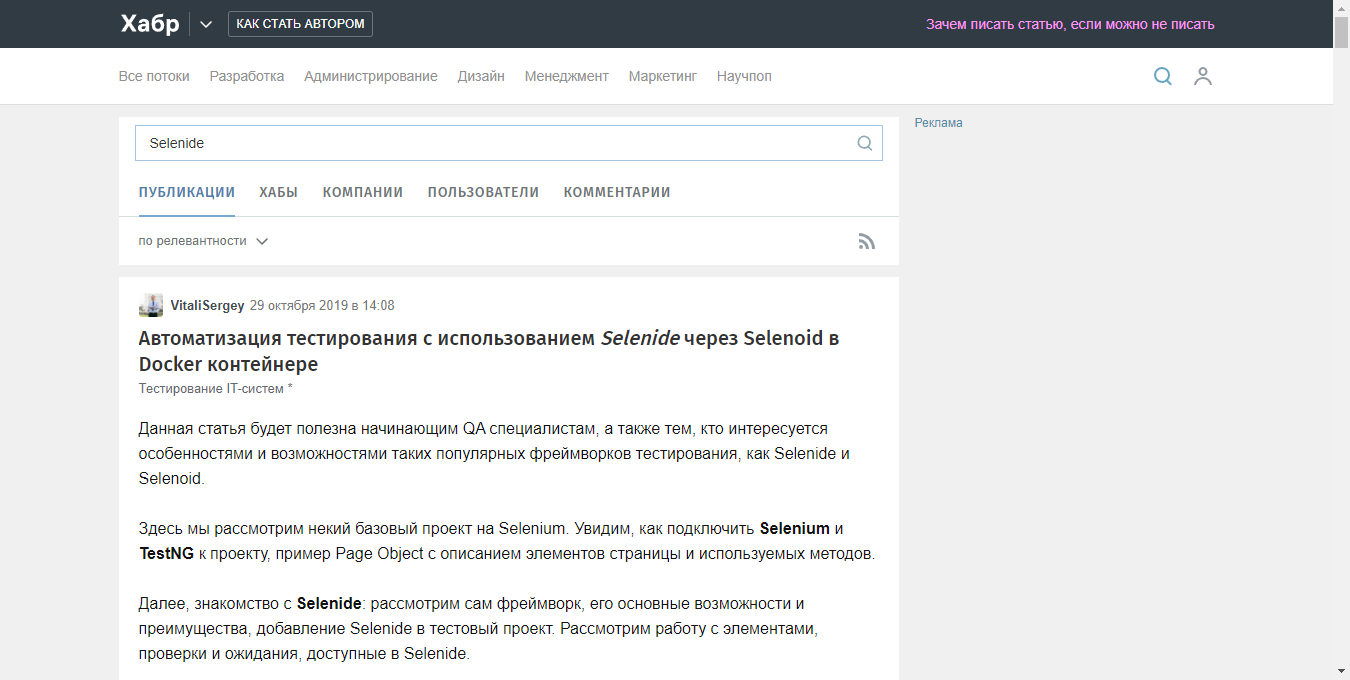 Хабр
КАК СТАТЬ АВТОРОМ
Зачем писать статью, если можно не писать
Все потоки Разработка Администрирование Дизайн Менеджмент Маркетинг Научпоп
Реклама
Selenide
ПУБЛИКАЦИИ ХАБЫ КОМПАНИИ ПОЛЬЗОВАТЕЛИ КОММЕНТАРИИ
по релевантности
VitaliSergey 29 октября 2019 в 14:08
Автоматизация тестирования с использованием Selenide через Selenoid в
Docker контейнере
Тестирование IT-систем *
Данная статья будет полезна начинающим QA специалистам, а также тем, кто интересуется
особенностями и возможностями таких популярных фреймворков тестирования, как Selenide и
Selenoid.
Здесь мы рассмотрим некий базовый проект на Selenium. Увидим, как подключить Selenium и
TestNG к проекту, пример Page Object с описанием элементов страницы и используемых методов.
Далее, знакомство с Selenide: рассмотрим сам фреймворк, его основные возможности и
преимущества, добавление Selenide в тестовый проект. Рассмотрим работу с элементами,
проверки и ожидания, доступные в Selenide.